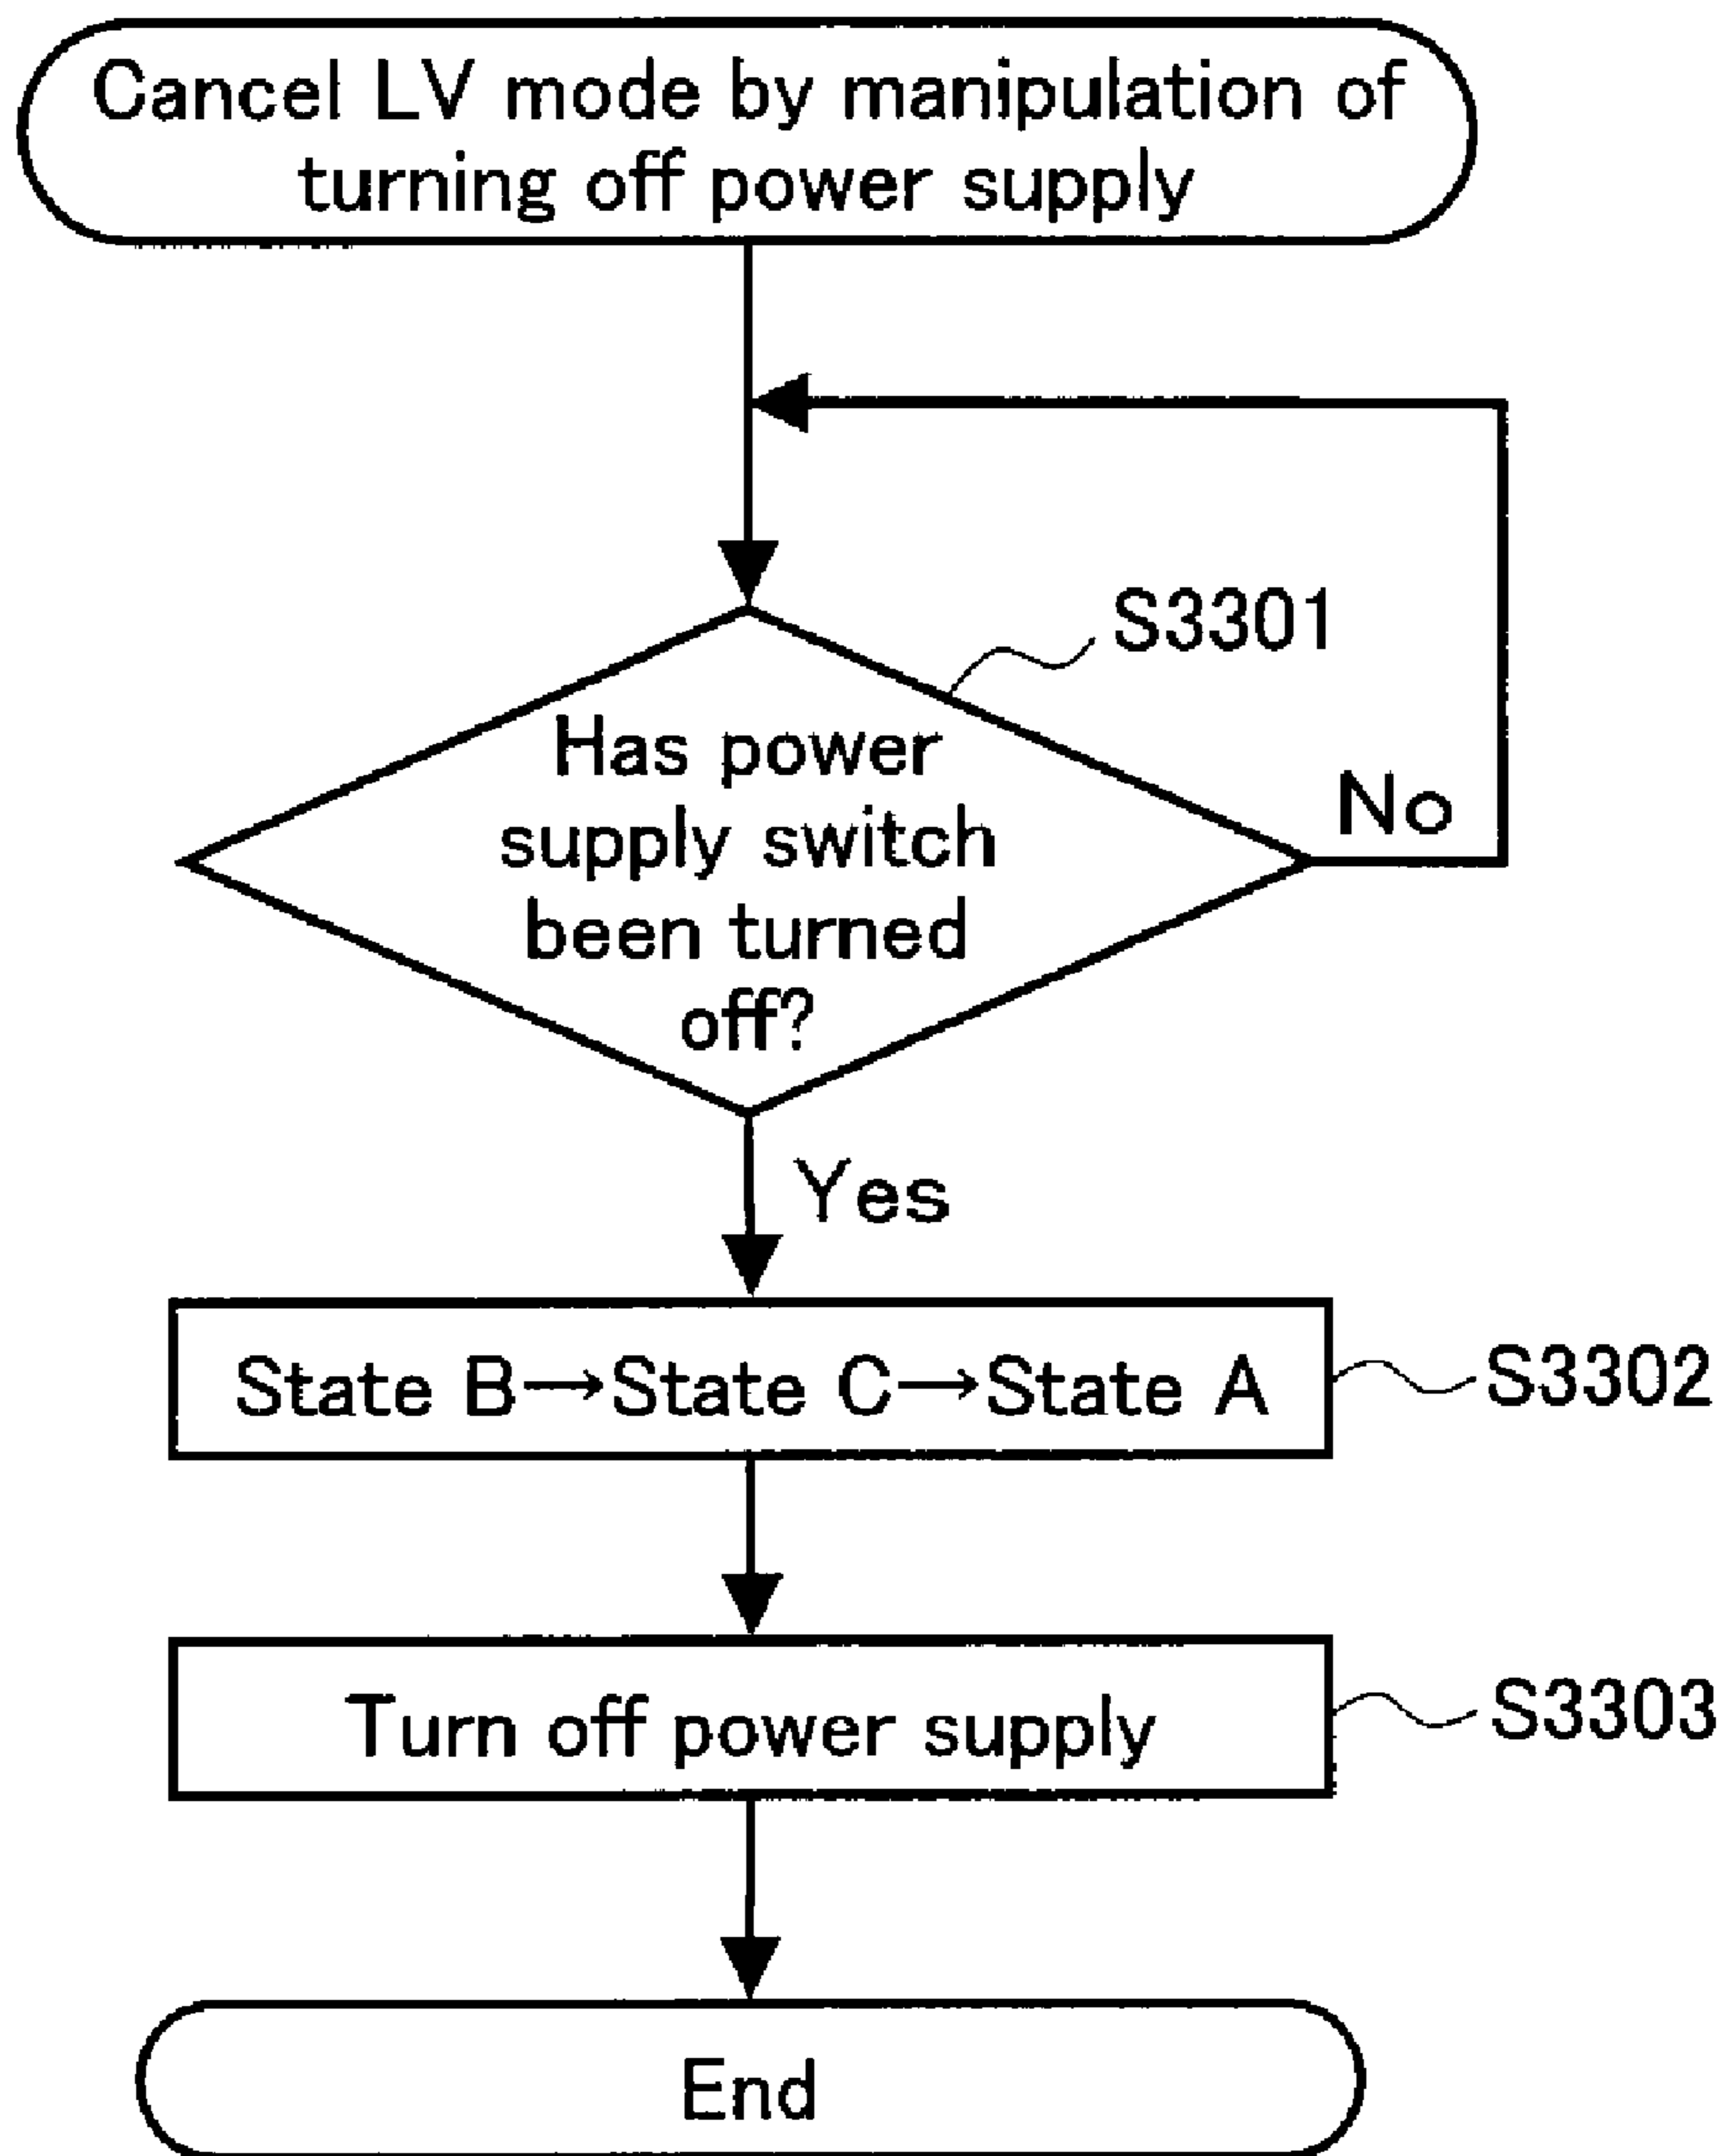 Cancel LV mode by manipulation of
turning off power supply
S3301
Has power
supply switch
been turned
off?
No
Yes
State B→State C→State A
S3302
Turn off power supply
S3303
End